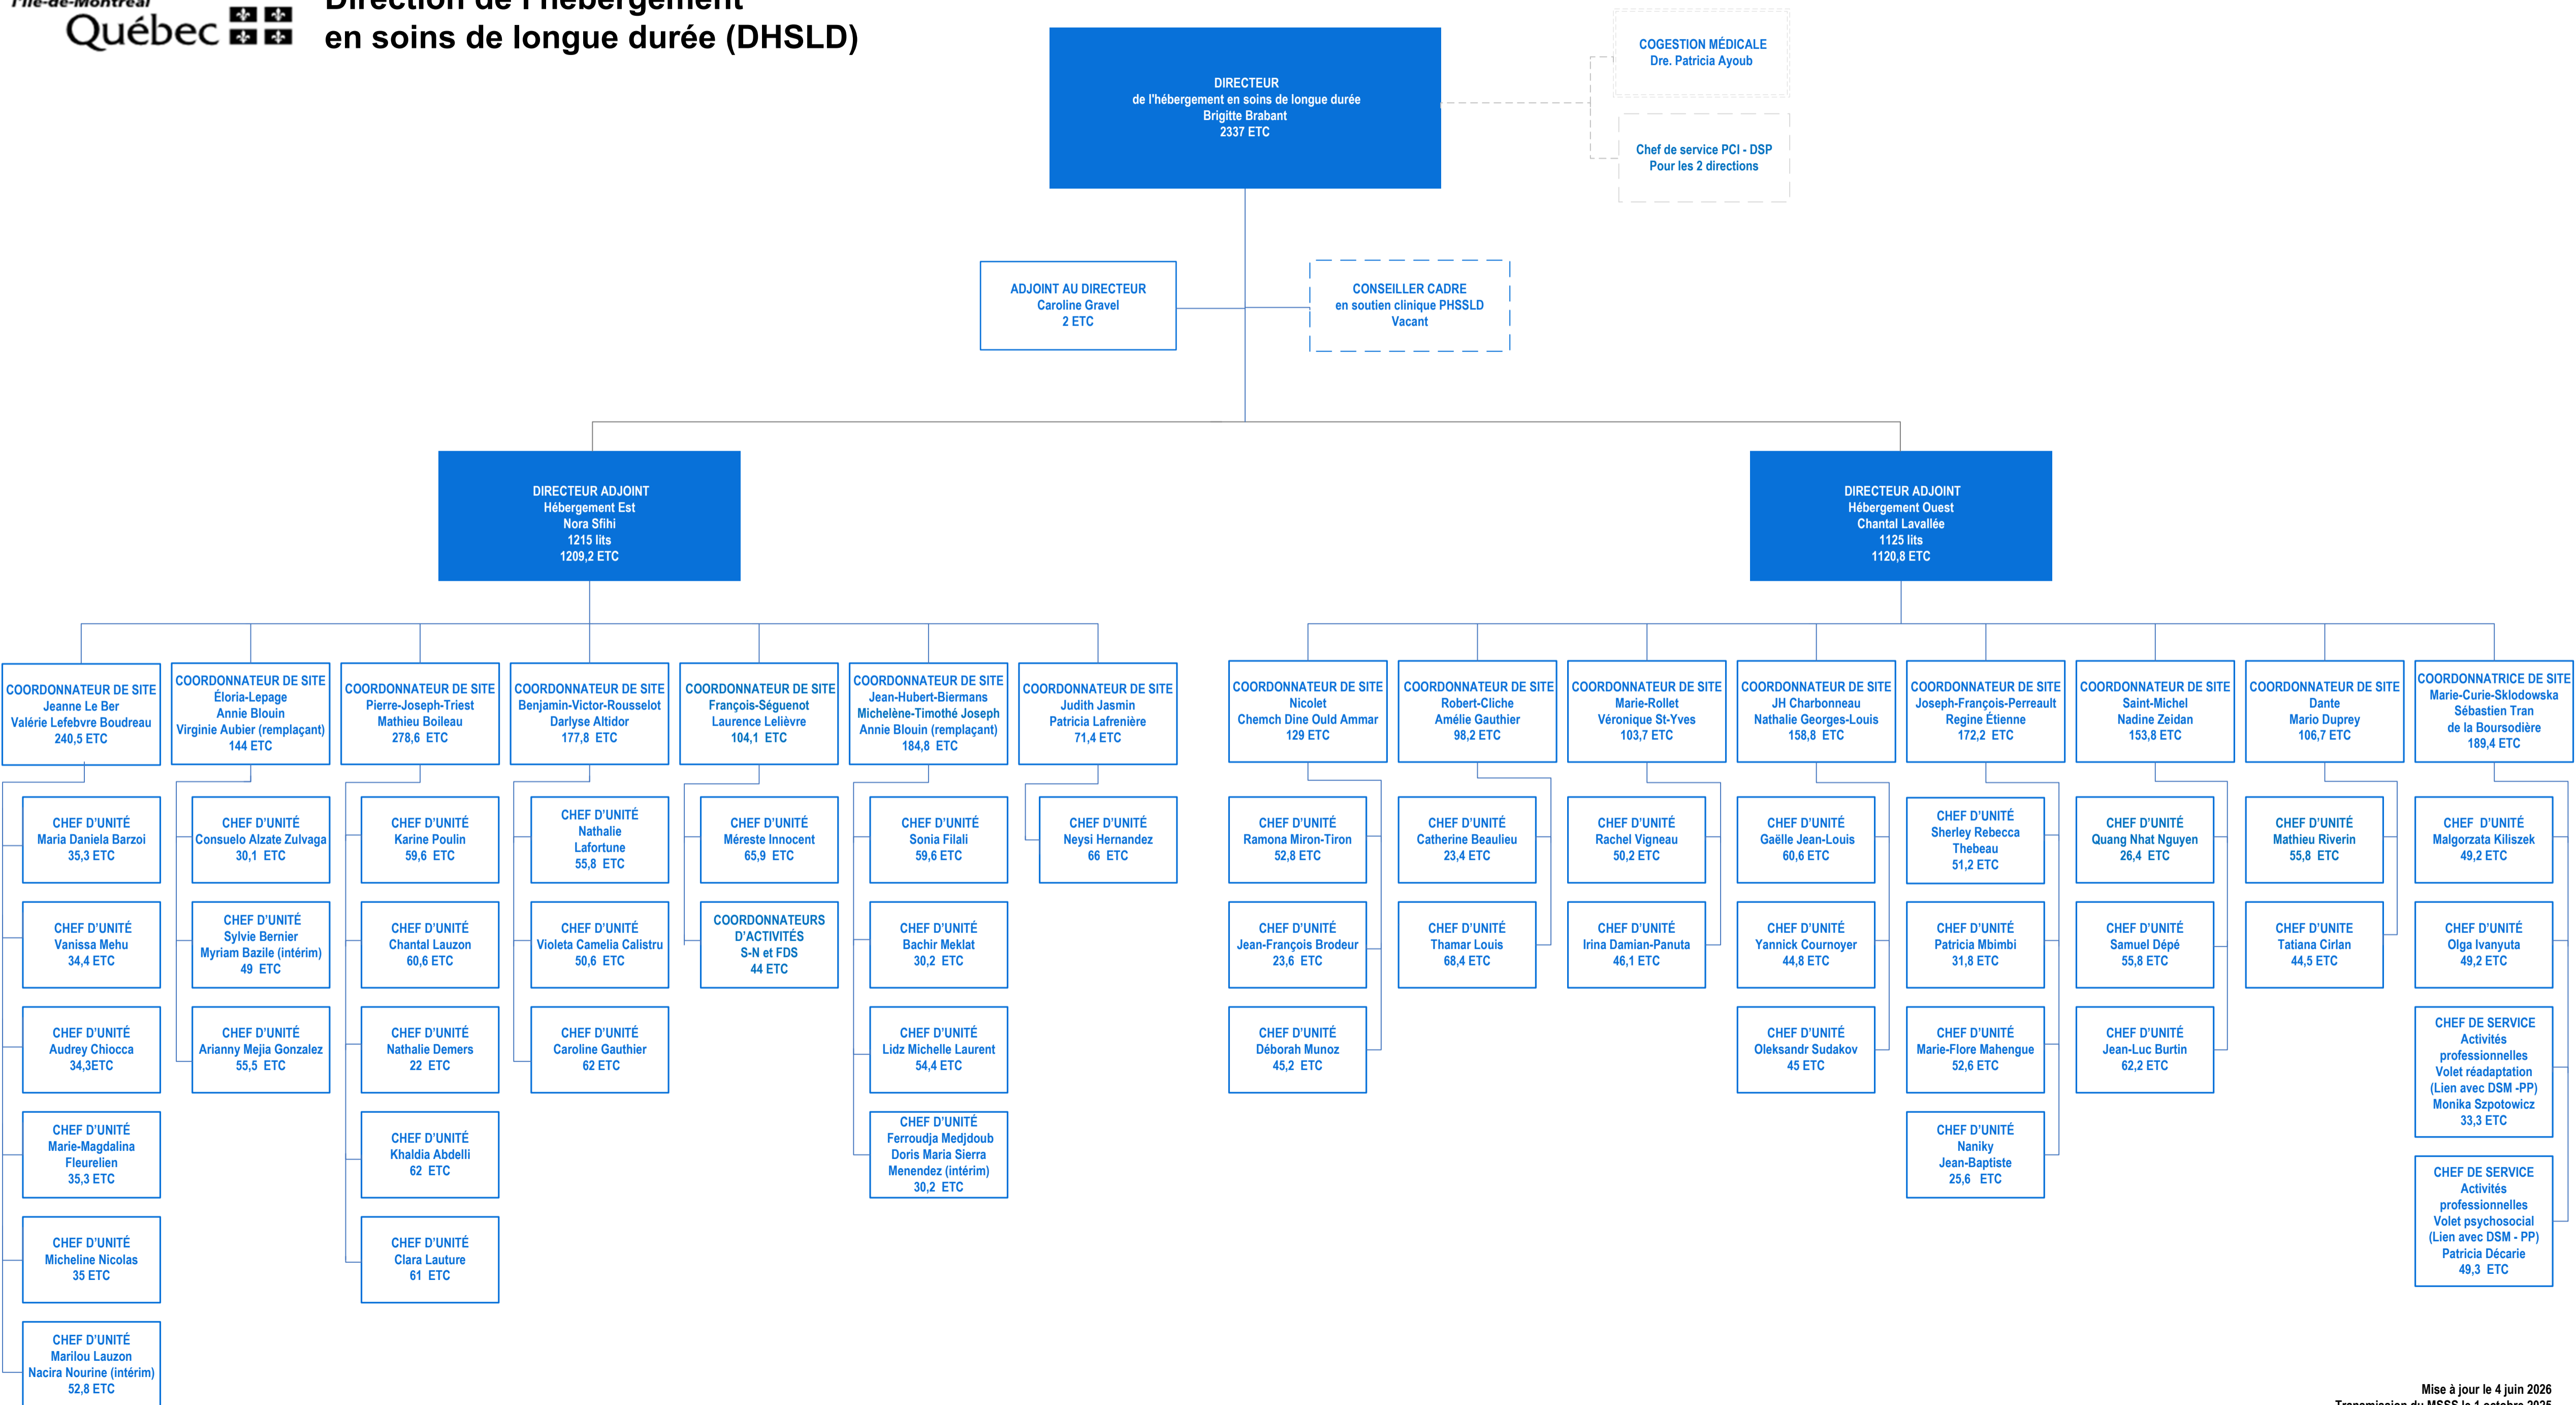 l'Île-de-Montréal
Québec
Direction de l'hébergement
en soins de longue durée (DHSLD)
DIRECTEUR
de l'hébergement en soins de longue durée
Brigitte Brabant
2337 ETC
COGESTION MÉDICALE
Dre. Patricia Ayoub
Chef de service PCI - DSP
Pour les 2 directions
ADJOINT AU DIRECTEUR
Caroline Gravel
2 ETC
CONSEILLER CADRE
en soutien clinique PHSSLD
Vacant
DIRECTEUR ADJOINT
Hébergement Est
Nora Sfihi
1215 lits
1209,2 ETC
DIRECTEUR ADJOINT
Hébergement Ouest
Chantal Lavallée
1125 lits
1120,8 ETC
COORDONNATEUR DE SITE
Jeanne Le Ber
Valérie Lefebvre Boudreau
240,5 ETC
CHEF D'UNITÉ
Maria Daniela Barzoi
35,3 ETC
CHEF D'UNITÉ
Vanissa Mehu
34,4 ETC
CHEF D'UNITÉ
Audrey Chiocca
34,3ETC
CHEF D'UNITÉ
Marie-Magdalina
Fleurelien
35,3 ETC
CHEF D'UNITÉ
Micheline Nicolas
35 ETC
CHEF D'UNITÉ
Marilou Lauzon
Nacira Nourine (intérim)
52,8 ETC
COORDONNATEUR DE SITE
Éloria-Lepage
Annie Blouin
Virginie Aubier (remplaçant)
144 ETC
CHEF D'UNITÉ
Consuelo Alzate Zulvaga
30,1 ETC
CHEF D'UNITÉ
Sylvie Bernier
Myriam Bazile (intérim)
49 ETC
CHEF D'UNITÉ
Arianny Mejia Gonzalez
55,5 ETC
COORDONNATEUR DE SITE
Pierre-Joseph-Triest
Mathieu Boileau
278,6 ETC
CHEF D'UNITÉ
Karine Poulin
59,6 ETC
CHEF D'UNITÉ
Chantal Lauzon
60,6 ETC
CHEF D'UNITÉ
Nathalie Demers
22 ETC
CHEF D'UNITÉ
Khaldia Abdelli
62 ETC
CHEF D'UNITÉ
Clara Lauture
61 ETC
COORDONNATEUR DE SITE
Benjamin-Victor-Rousselot
Darlyse Altidor
177,8 ETC
CHEF D'UNITÉ
Nathalie
Lafortune
55,8 ETC
CHEF D'UNITÉ
Violeta Camelia Calistru
50,6 ETC
CHEF D'UNITÉ
Caroline Gauthier
62 ETC
COORDONNATEUR DE SITE
François-Séguenot
Laurence Lelièvre
104,1 ETC
CHEF D'UNITÉ
Méreste Innocent
65,9 ETC
COORDONNATEURS
D'ACTIVITÉS
S-N et FDS
44 ETC
COORDONNATEUR DE SITE
Jean-Hubert-Biermans
Michelène-Timothé Joseph
Annie Blouin (remplaçant)
184,8 ETC
CHEF D'UNITÉ
Sonia Filali
59,6 ETC
CHEF D'UNITÉ
Bachir Meklat
30,2 ETC
CHEF D'UNITÉ
Lidz Michelle Laurent
54,4 ETC
CHEF D'UNITÉ
Ferroudja Medjdoub
Doris Maria Sierra
Menendez (intérim)
30,2 ETC
COORDONNATEUR DE SITE
Judith Jasmin
Patricia Lafrenière
71,4 ETC
CHEF D'UNITÉ
Neysi Hernandez
66 ETC
COORDONNATEUR DE SITE
Nicolet
Chemch Dine Ould Ammar
129 ETC
CHEF D'UNITÉ
Ramona Miron-Tiron
52,8 ETC
CHEF D'UNITÉ
Jean-François Brodeur
23,6 ETC
CHEF D'UNITÉ
Déborah Munoz
45,2 ETC
COORDONNATEUR DE SITE
Robert-Cliche
Amélie Gauthier
98,2 ETC
CHEF D'UNITÉ
Catherine Beaulieu
23,4 ETC
CHEF D'UNITÉ
Thamar Louis
68,4 ETC
COORDONNATEUR DE SITE
Marie-Rollet
Véronique St-Yves
103,7 ETC
CHEF D'UNITÉ
Rachel Vigneau
50,2 ETC
CHEF D'UNITÉ
Irina Damian-Panuta
46,1 ETC
COORDONNATEUR DE SITE
JH Charbonneau
Nathalie Georges-Louis
158,8 ETC
CHEF D'UNITÉ
Gaëlle Jean-Louis
60,6 ETC
CHEF D'UNITÉ
Yannick Cournoyer
44,8 ETC
CHEF D'UNITÉ
Oleksandr Sudakov
45 ETC
COORDONNATEUR DE SITE
Joseph-François-Perreault
Regine Étienne
172,2 ETC
CHEF D'UNITÉ
Sherley Rebecca
Thebeau
51,2 ETC
CHEF D'UNITÉ
Patricia Mbimbi
31,8 ETC
CHEF D'UNITÉ
Marie-Flore Mahengue
52,6 ETC
CHEF D'UNITÉ
Naniky
Jean-Baptiste
25,6 ETC
COORDONNATEUR DE SITE
Saint-Michel
Nadine Zeidan
153,8 ETC
CHEF D'UNITÉ
Quang Nhat Nguyen
26,4 ETC
CHEF D'UNITÉ
Samuel Dépé
55,8 ETC
CHEF D'UNITÉ
Jean-Luc Burtin
62,2 ETC
COORDONNATEUR DE SITE
Dante
Mario Duprey
106,7 ETC
CHEF D'UNITÉ
Mathieu Riverin
55,8 ETC
CHEF D'UNITÉ
Tatiana Cirlan
44,5 ETC
COORDONNATRICE DE SITE
Marie-Curie-Sklodowska
Sébastien Tran
de la Boursodière
189,4 ETC
CHEF D'UNITÉ
Malgorzata Kiliszek
49,2 ETC
CHEF D'UNITÉ
Olga Ivanyuta
49,2 ETC
CHEF DE SERVICE
Activités
professionnelles
Volet réadaptation
(Lien avec DSM -PP)
Monika Szpotowicz
33,3 ETC
CHEF DE SERVICE
Activités
professionnelles
Volet psychosocial
(Lien avec DSM - PP)
Patricia Décarie
49,3 ETC
Mise à jour le 4 juin 2026
Transmission du MSSS le 1 octobre 2025